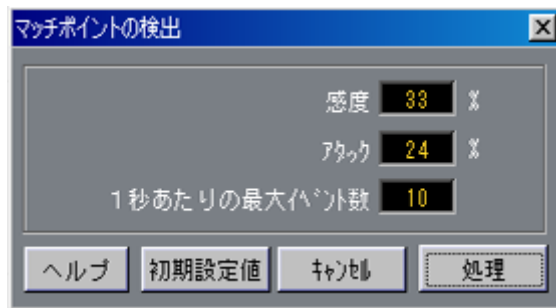 マッチポイントの検出
感度 33 %
ｱﾀｯｸ 24 %
1秒あたりの最大ｲﾍﾞﾝﾄ数 10
ヘルプ 初期設定値 ｷｬﾝｾﾙ 処理